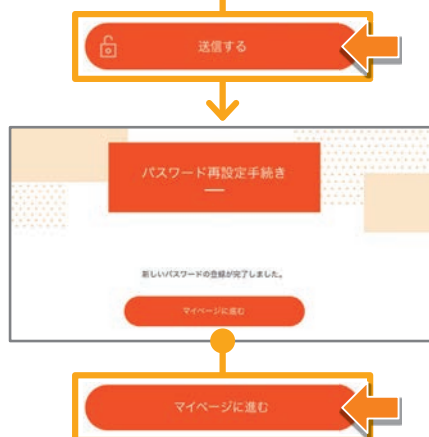 送信する
パスワード再設定手続き
新しいパスワードの登録が完了しました。
マイページに進む
マイページに進む